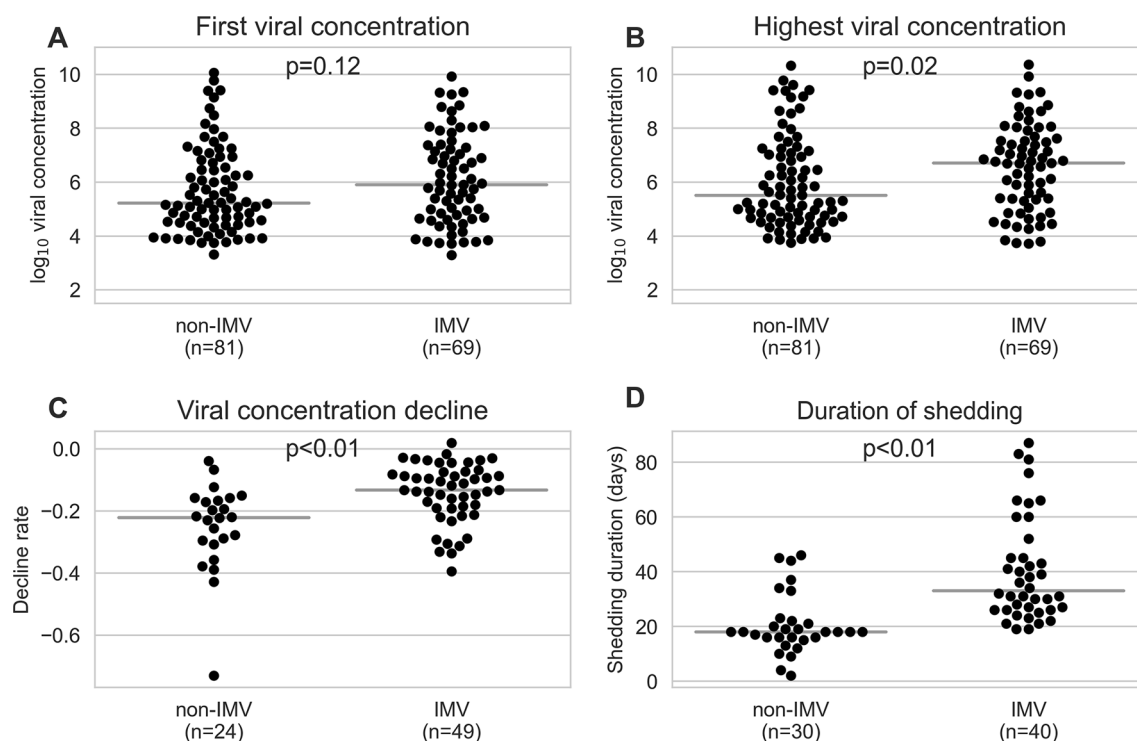 A
First viral concentration
p=0.12
log₁₀ viral concentration
10
8
6
4
2
non-IMV
(n=81)
IMV
(n=69)
B
Highest viral concentration
p=0.02
log₁₀ viral concentration
10
8
6
4
2
non-IMV
(n=81)
IMV
(n=69)
C
Viral concentration decline
p<0.01
Decline rate
0.0
−0.2
−0.4
−0.6
non-IMV
(n=24)
IMV
(n=49)
D
Duration of shedding
p<0.01
Shedding duration (days)
80
60
40
20
0
non-IMV
(n=30)
IMV
(n=40)